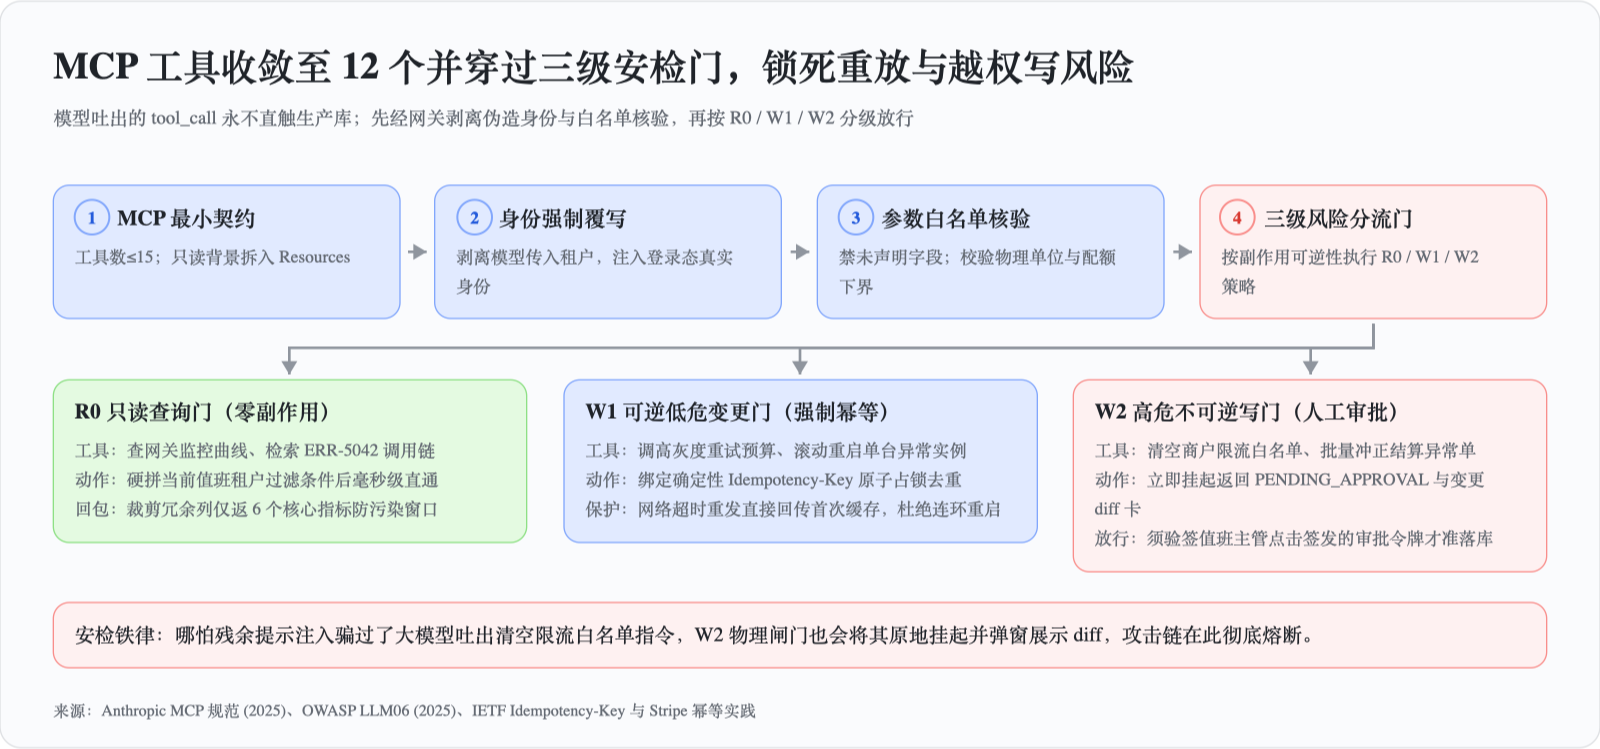 MCP 工具收敛至 12 个并穿过三级安检门，锁死重放与越权写风险
模型吐出的 tool_call 永不直触生产库；先经网关剥离伪造身份与白名单核验，再按 R0 / W1 / W2 分级放行
1 MCP 最小契约
工具数≤15；只读背景拆入 Resources
2 身份强制覆写
剥离模型传入租户，注入登录态真实
身份
3 参数白名单核验
禁未声明字段；校验物理单位与配额
下界
4 三级风险分流门
按副作用可逆性执行 R0 / W1 / W2
策略
R0 只读查询门（零副作用）
工具：查网关监控曲线、检索 ERR-5042 调用链
动作：硬拼当前值班租户过滤条件后毫秒级直通
回包：裁剪冗余列仅返 6 个核心指标防污染窗口
W1 可逆低危变更门（强制幂等）
工具：调高灰度重试预算、滚动重启单台异常实例
动作：绑定确定性 Idempotency-Key 原子占锁去重
保护：网络超时重发直接回传首次缓存，杜绝连环重启
W2 高危不可逆写门（人工审批）
工具：清空商户限流白名单、批量冲正结算异常单
动作：立即挂起返回 PENDING_APPROVAL 与变更
diff 卡
放行：须验签值班主管点击签发的审批令牌才准落库
安检铁律：哪怕残余提示注入骗过了大模型吐出清空限流白名单指令，W2 物理闸门也会将其原地挂起并弹窗展示 diff，攻击链在此彻底熔断。
来源：Anthropic MCP 规范 (2025)、OWASP LLM06 (2025)、IETF Idempotency-Key 与 Stripe 幂等实践